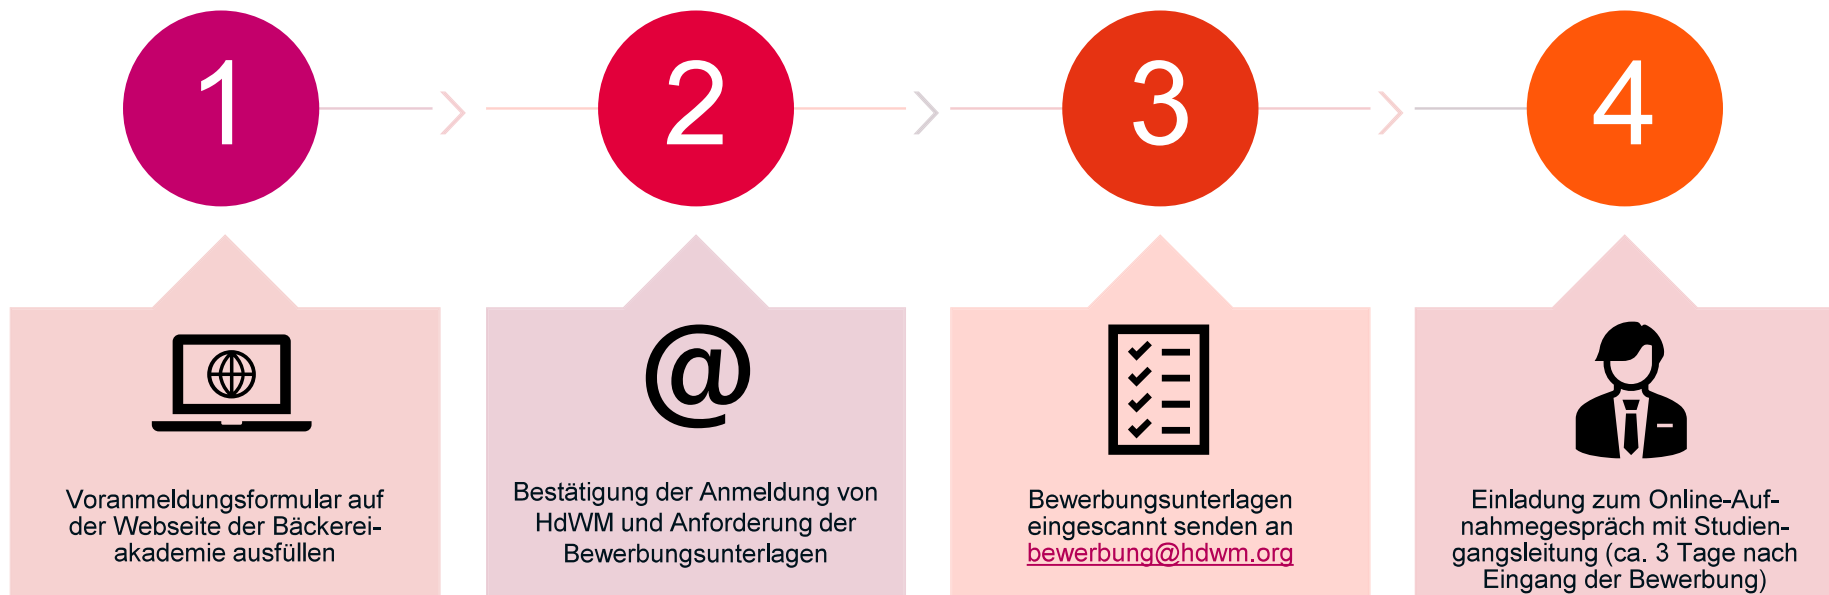 1
2
3
4
Voranmeldungsformular auf
der Webseite der Bäckerei-
akademie ausfüllen
@
Bestätigung der Anmeldung von
HdWM und Anforderung der
Bewerbungsunterlagen
Bewerbungsunterlagen
eingescannt senden an
bewerbung@hdwm.org
Einladung zum Online-Auf-
nahmegespräch mit Studien-
gangsleitung (ca. 3 Tage nach
Eingang der Bewerbung)